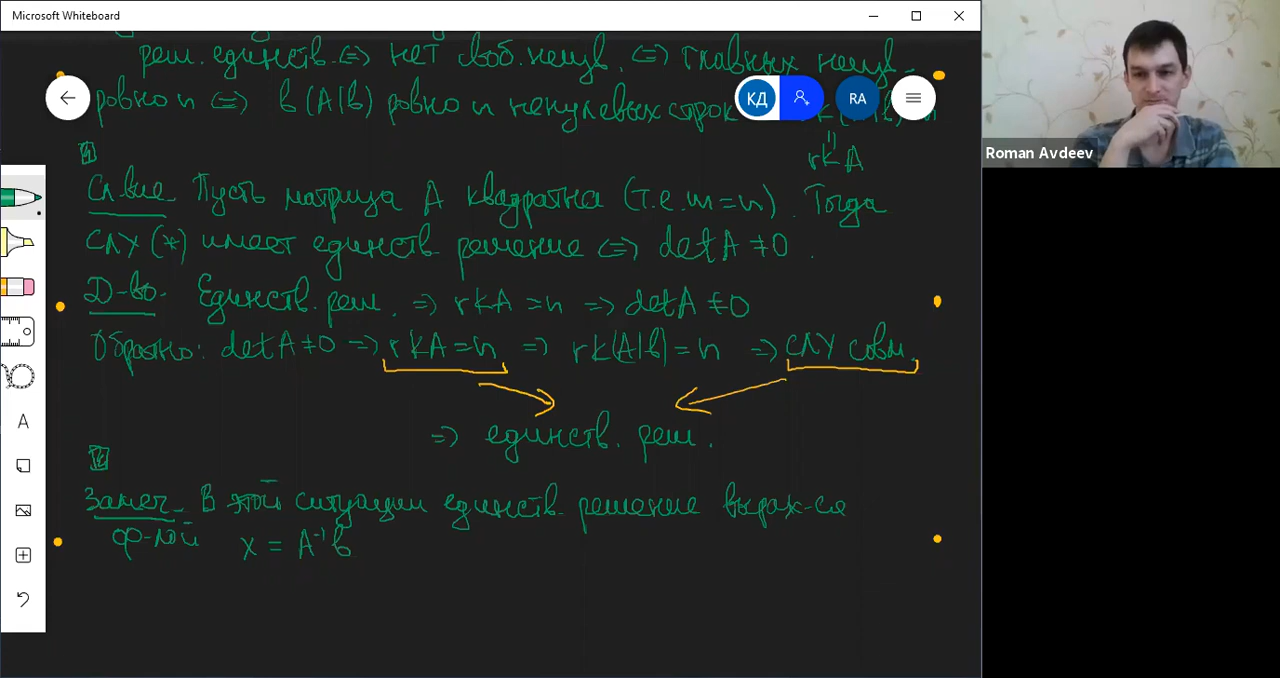 Microsoft Whiteboard
реш. единств. ⇔ нет своб. неизв. ⇔ главных неизв.
ровно n ⇔ в (A|b) ровно n ненулевых строк
КД
RA
rk A
Roman Avdeev
Сл-вие Пусть матрица A квадратна (т.е. m=n). Тогда
СЛУ (*) имеет единств. решение ⇔ det A ≠ 0.
Д-во. Единств. реш. ⇒ rk A = n ⇒ det A ≠ 0
Обратно: det A ≠ 0 ⇒ rk A = n ⇒ rk(A|b) = n ⇒ СЛУ совм.
⇒ единств. реш.
Замеч. В этой ситуации единств. решение выраж-ся
ф-лой x = A⁻¹b